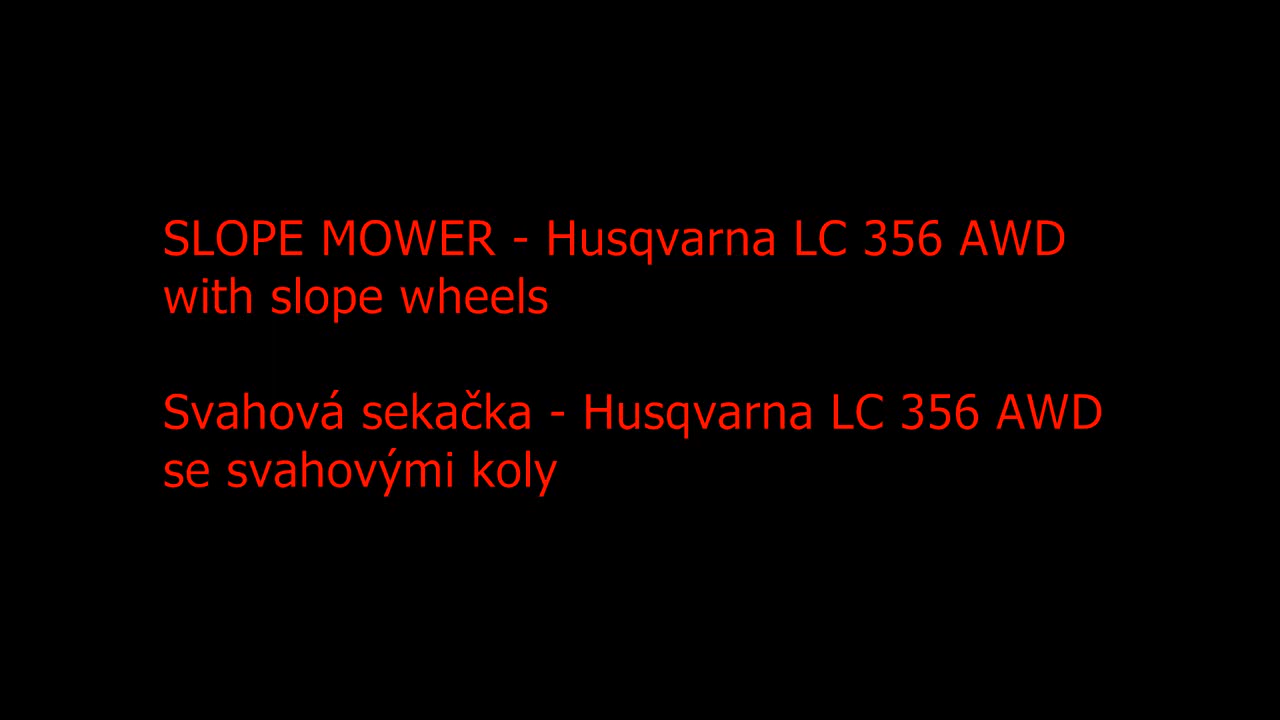 SLOPE MOWER - Husqvarna LC 356 AWD
with slope wheels
Svahová sekačka - Husqvarna LC 356 AWD
se svahovými koly